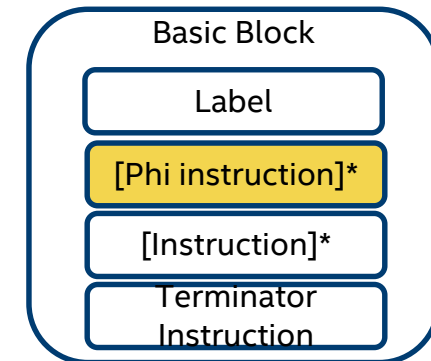 Basic Block
Label
[Phi instruction]*
[Instruction]*
Terminator
Instruction